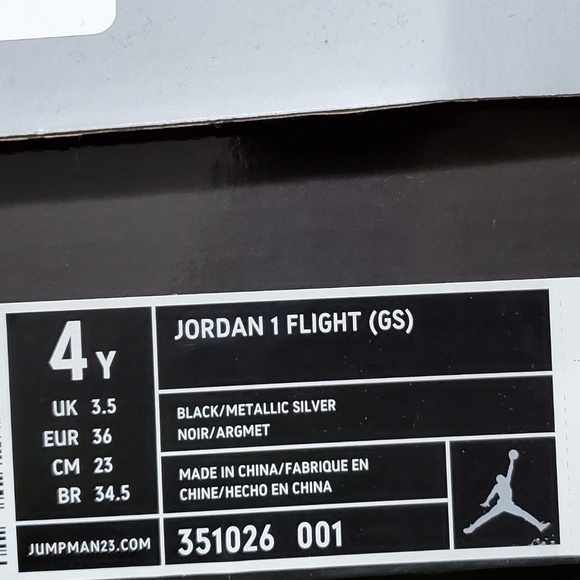 4 Y
UK 3.5
EUR 36
CM 23
BR 34.5
JUMPMAN23.COM
JORDAN 1 FLIGHT (GS)
BLACK/METALLIC SILVER
NOIR/ARGMET
MADE IN CHINA/FABRIQUE EN
CHINE/HECHO EN CHINA
351026 001